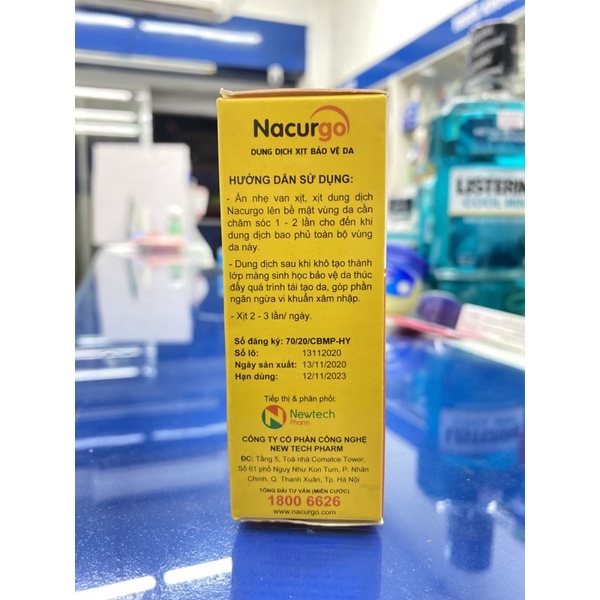 Nacurgo
DUNG DỊCH XỊT BẢO VỆ DA
HƯỚNG DẪN SỬ DỤNG:
- Ấn nhẹ van xịt, xịt dung dịch
Nacurgo lên bề mặt vùng da cần
chăm sóc 1 - 2 lần cho đến khi
dung dịch bao phủ toàn bộ vùng
da này.
- Dung dịch sau khi khô tạo thành
lớp màng sinh học bảo vệ da thúc
đẩy quá trình tái tạo da, góp phần
ngăn ngừa vi khuẩn xâm nhập.
- Xịt 2 - 3 lần/ ngày.
Số đăng ký: 70/20/CBMP-HY
Số lô: 13112020
Ngày sản xuất: 13/11/2020
Hạn dùng: 12/11/2023
Tiếp thị & phân phối:
Newtech
Pharm
CÔNG TY CỔ PHẦN CÔNG NGHỆ
NEW TECH PHARM
ĐC: Tầng 5, Toà nhà Comatce Tower,
Số 61 phố Ngụy Như Kon Tum, P. Nhân
Chính, Q. Thanh Xuân, Tp. Hà Nội
TỔNG ĐÀI TƯ VẤN (MIỄN CƯỚC)
1800 6626
www.nacurgo.com
LISTERIN
COOL